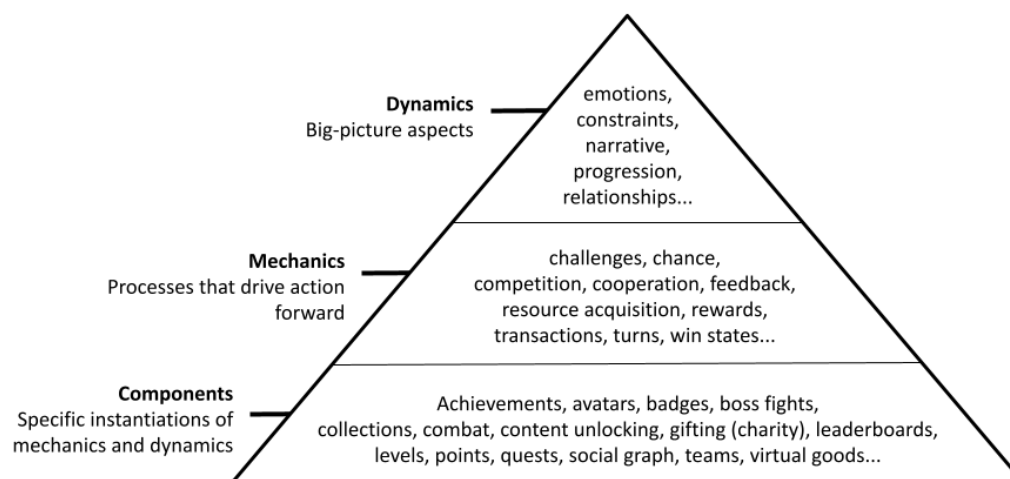 Dynamics
Big-picture aspects
emotions,
constraints,
narrative,
progression,
relationships...
Mechanics
Processes that drive action
forward
challenges, chance,
competition, cooperation, feedback,
resource acquisition, rewards,
transactions, turns, win states...
Components
Specific instantiations of
mechanics and dynamics
Achievements, avatars, badges, boss fights,
collections, combat, content unlocking, gifting (charity), leaderboards,
levels, points, quests, social graph, teams, virtual goods...